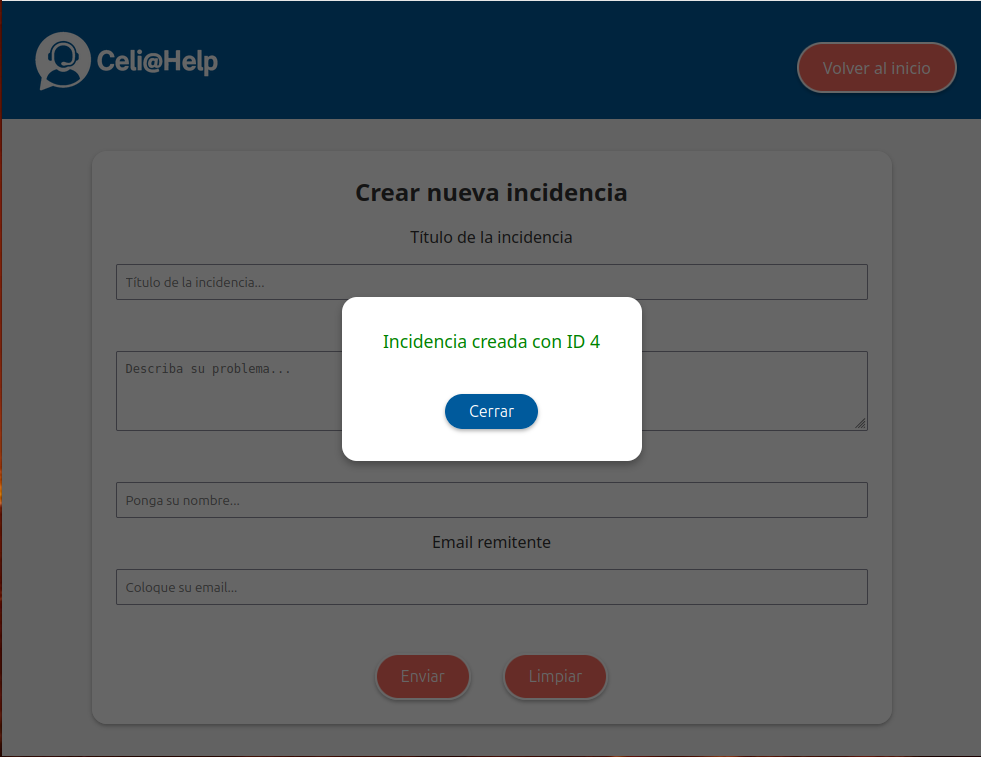 Celi@Help
Volver al inicio
Crear nueva incidencia
Título de la incidencia
Título de la incidencia...
Incidencia creada con ID 4
Describa su problema...
Cerrar
Ponga su nombre...
Email remitente
Coloque su email...
Enviar
Limpiar